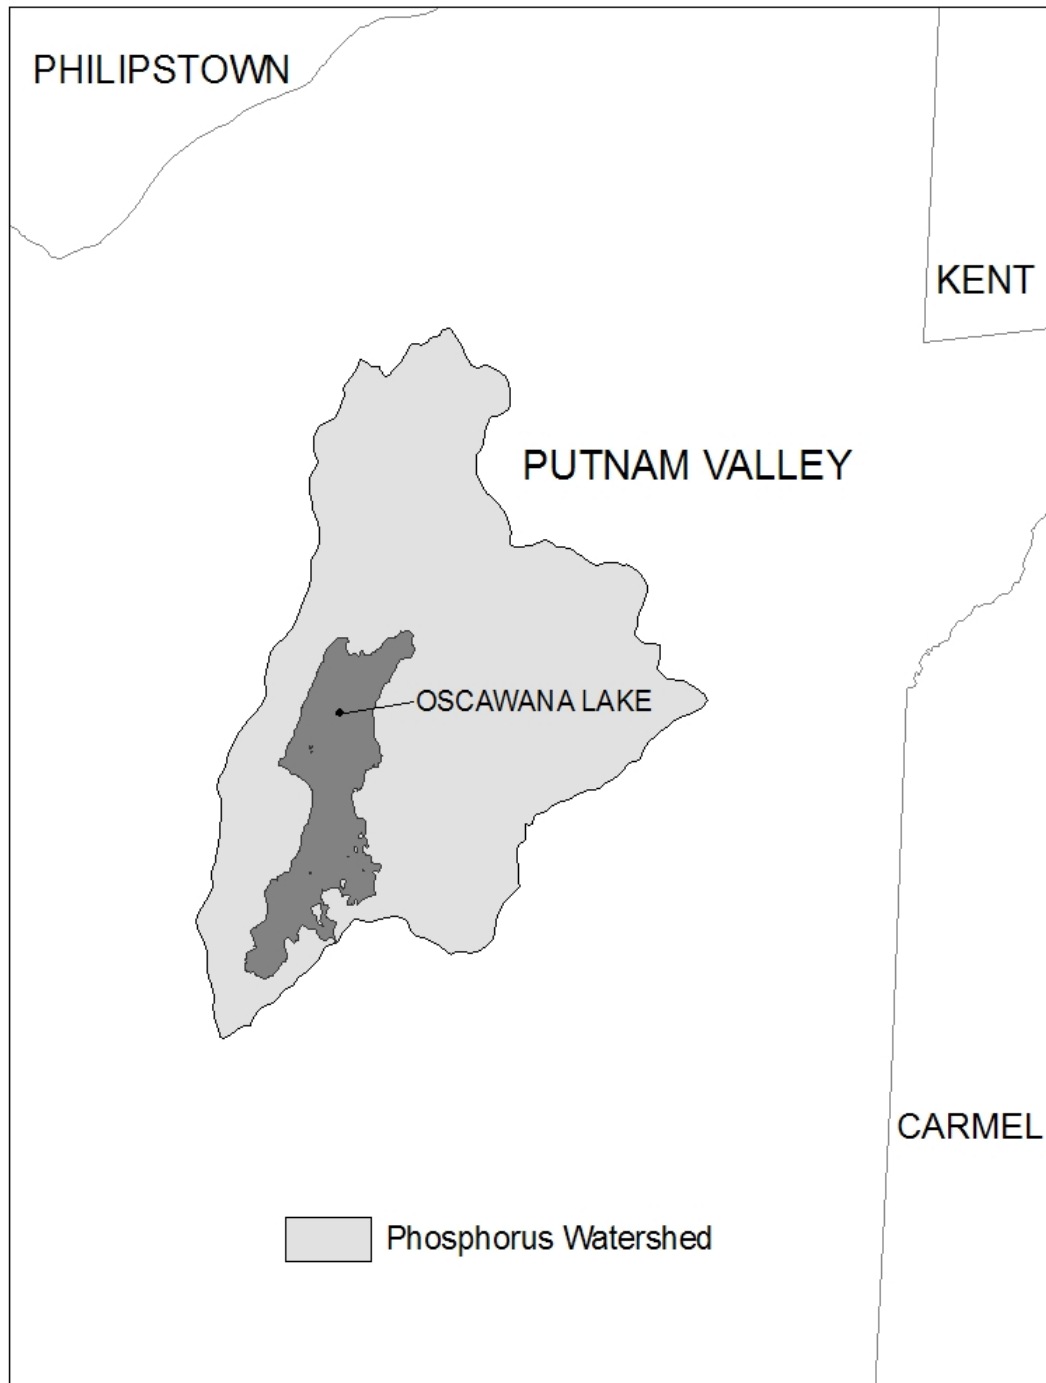 PHILIPSTOWN
KENT
PUTNAM VALLEY
OSCAWANA LAKE
CARMEL
Phosphorus Watershed